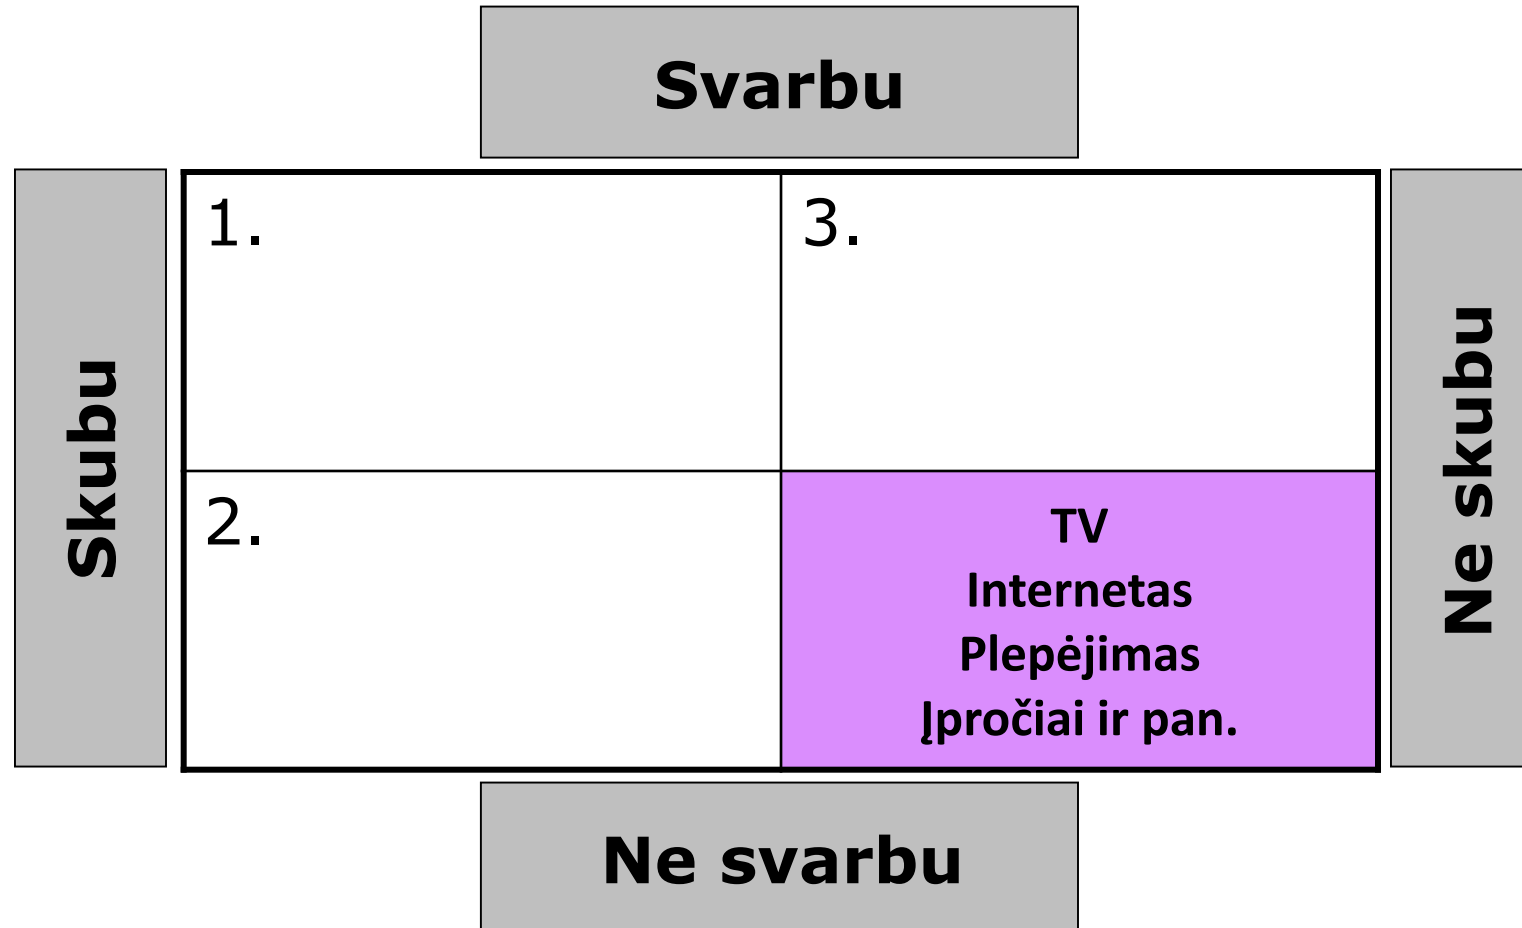 Svarbu
Skubu
1.
3.
Ne skubu
2.
TV
Internetas
Plepėjimas
Įpročiai ir pan.
Ne svarbu